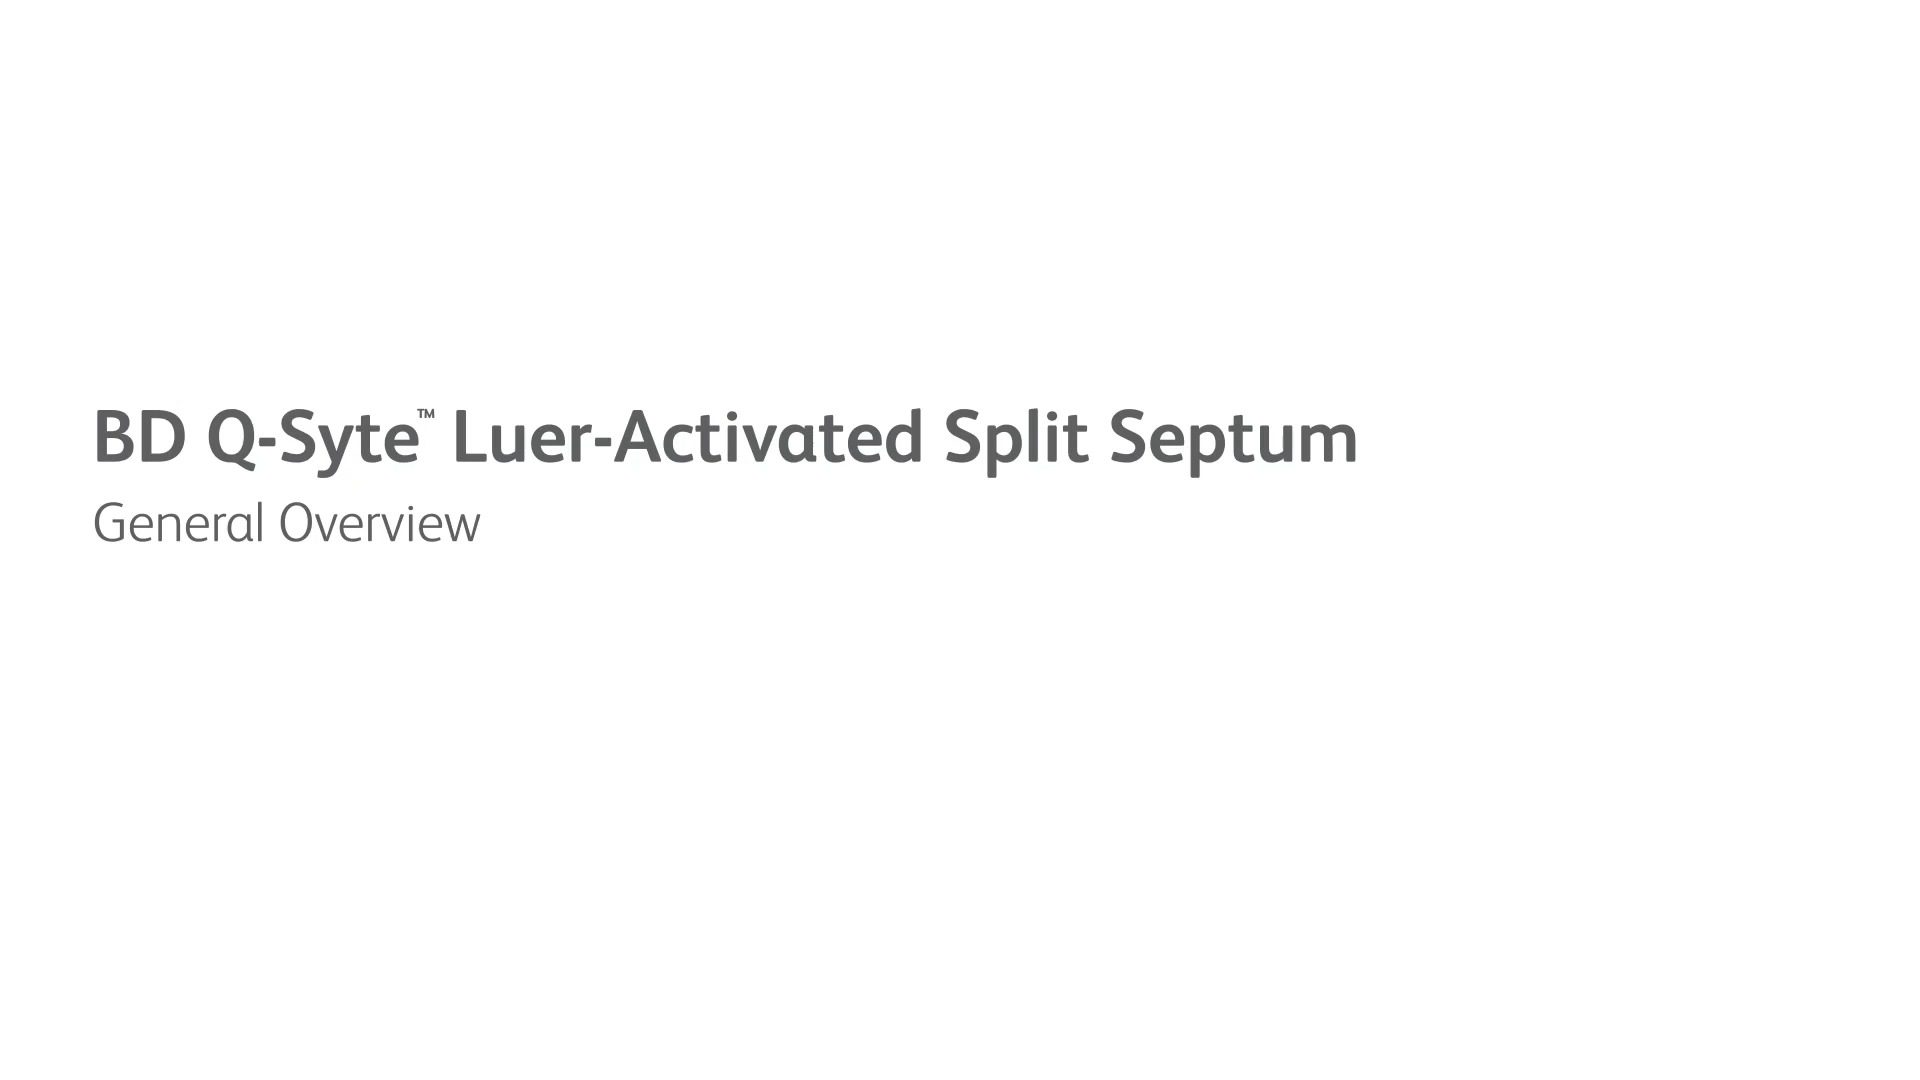 BD Q-Syte™ Luer-Activated Split Septum
General Overview